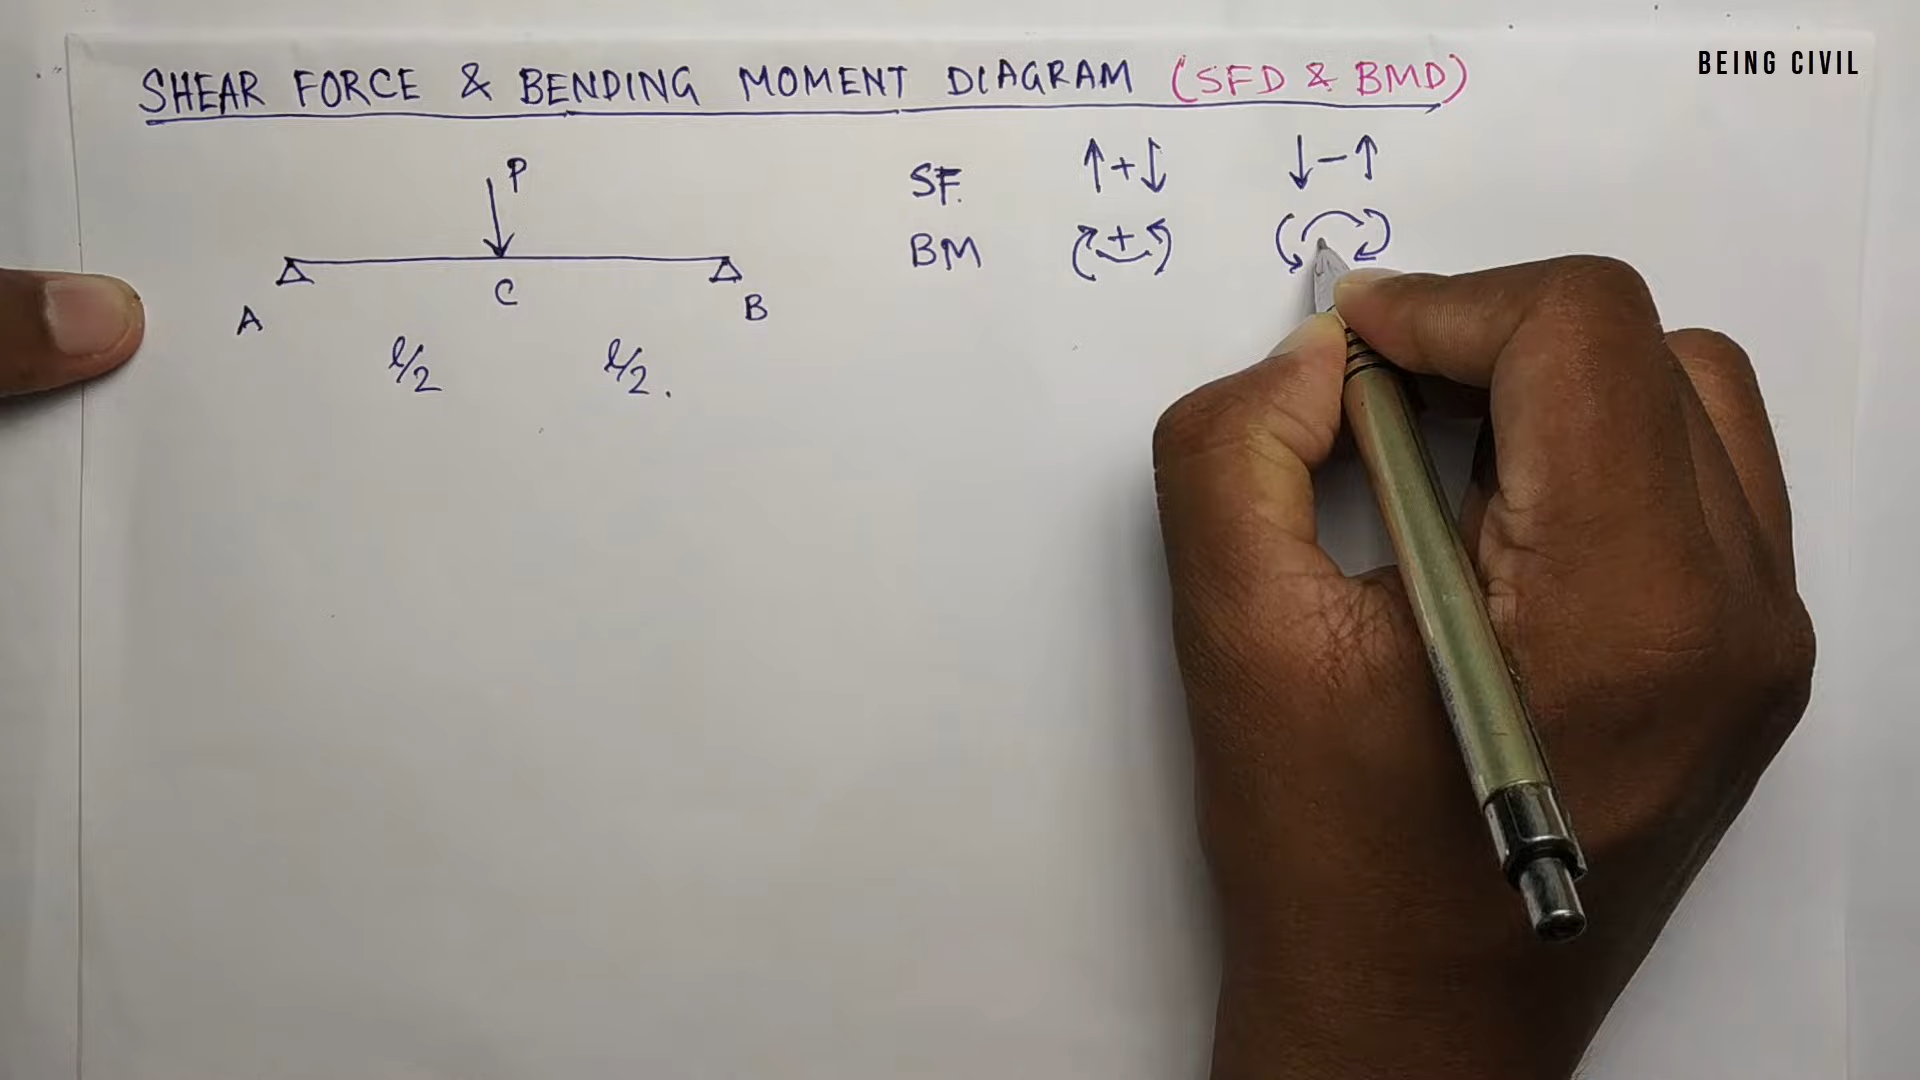 BEING CIVIL
SHEAR FORCE & BENDING MOMENT DIAGRAM (SFD & BMD)
P
SF. ↑+↓ ↓-↑
BM +
A C B
l/2 l/2.